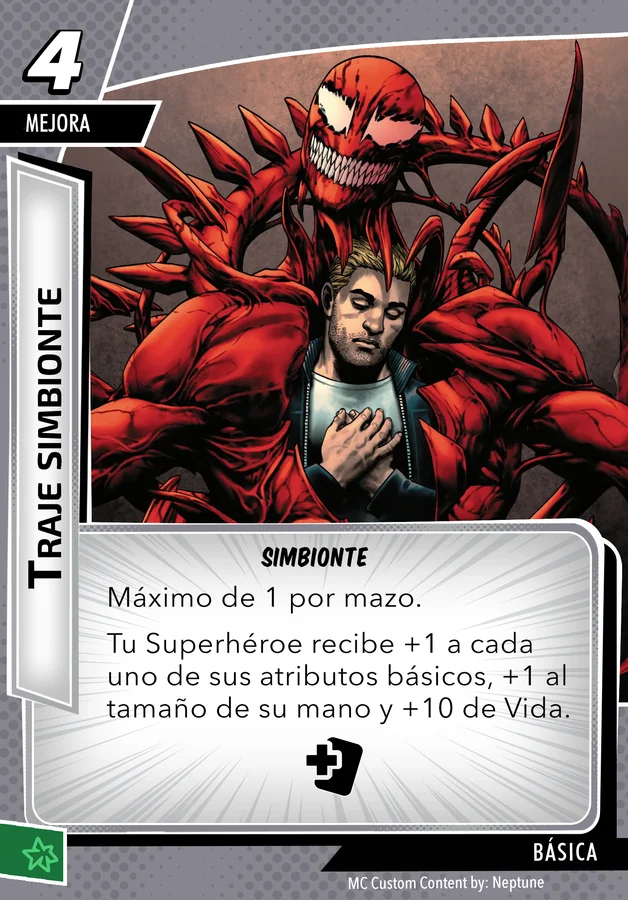 4
MEJORA
TRAJE SIMBIONTE
SIMBIONTE
Máximo de 1 por mazo.
Tu Superhéroe recibe +1 a cada
uno de sus atributos básicos, +1 al
tamaño de su mano y +10 de Vida.
BÁSICA
MC Custom Content by: Neptune